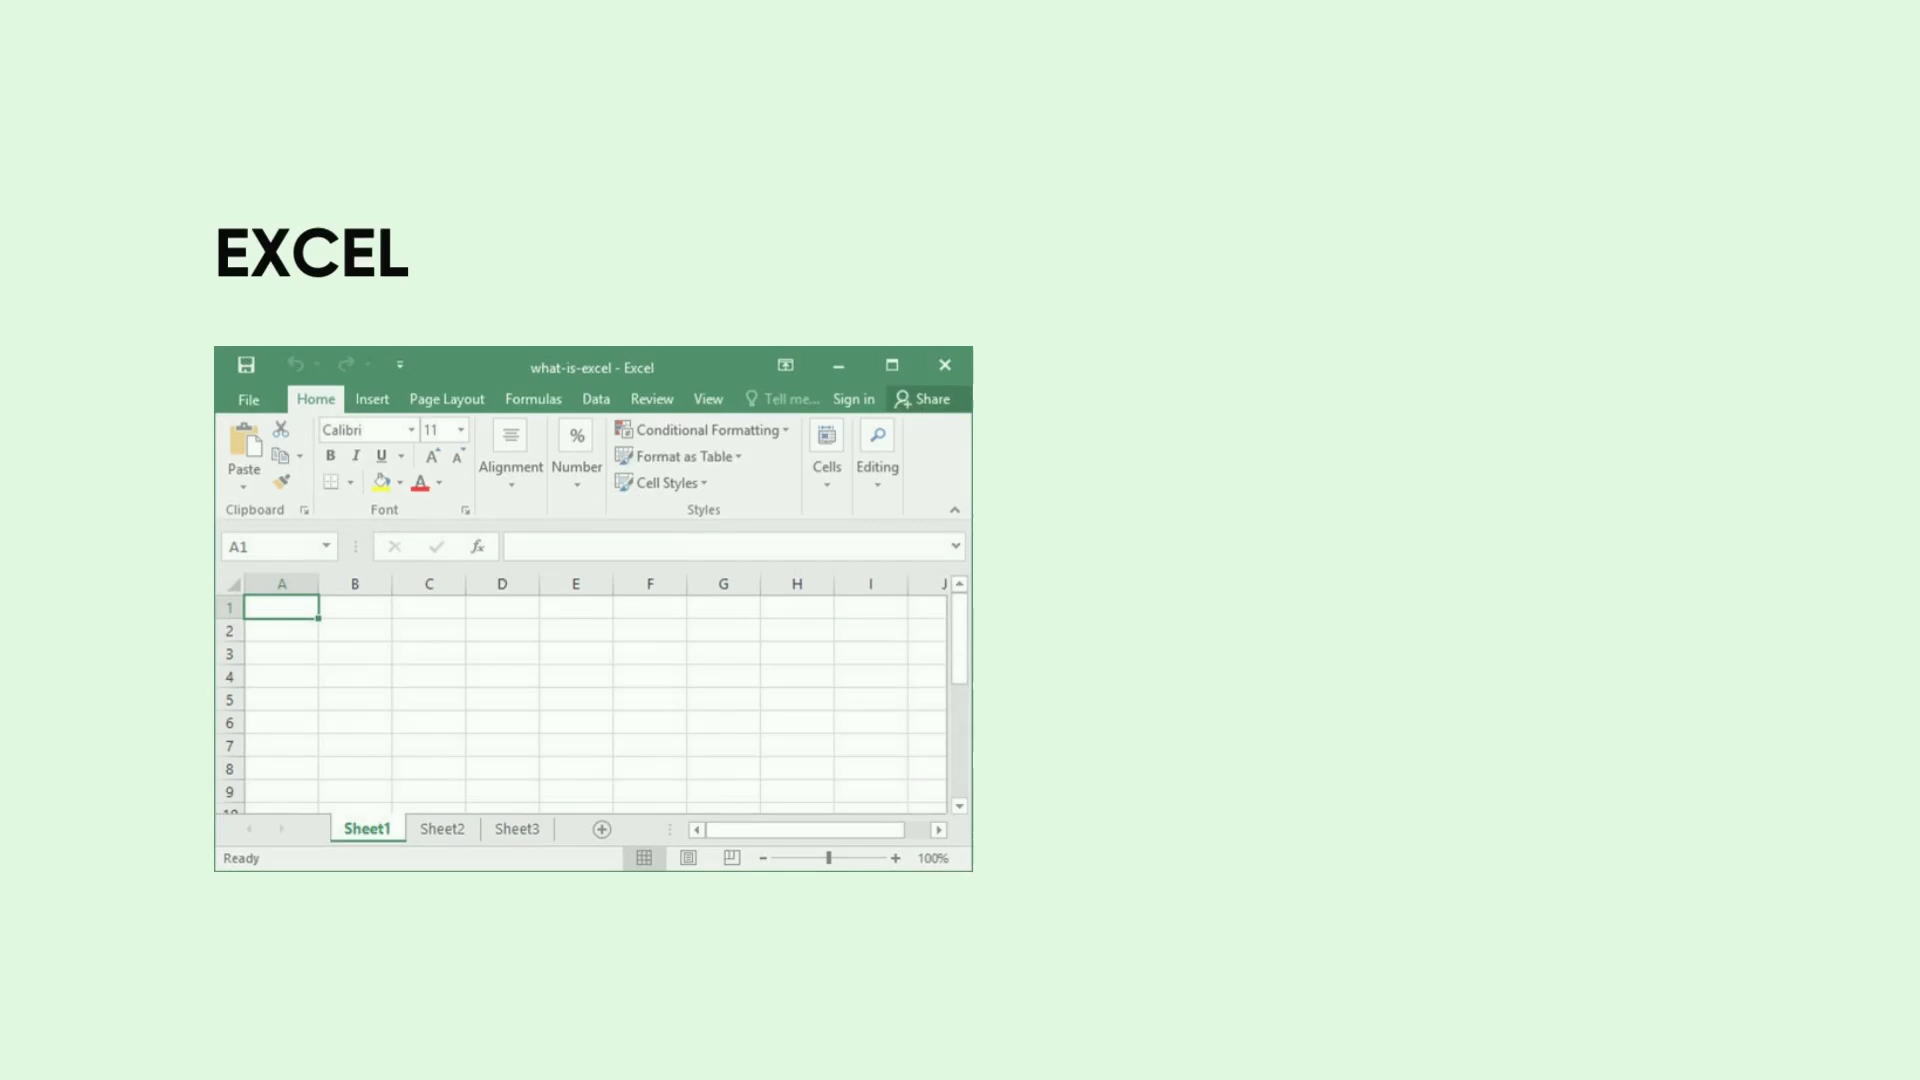 EXCEL
what-is-excel - Excel
File Home Insert Page Layout Formulas Data Review View Tell me... Sign in Share
Calibri 11
% Conditional Formatting
B I U A A Format as Table
Paste Alignment Number Cells Editing
A Cell Styles
Clipboard Font Styles
A1 fx
A B C D E F G H I J
1
2
3
4
5
6
7
8
9
10
Sheet1 Sheet2 Sheet3
Ready 100%